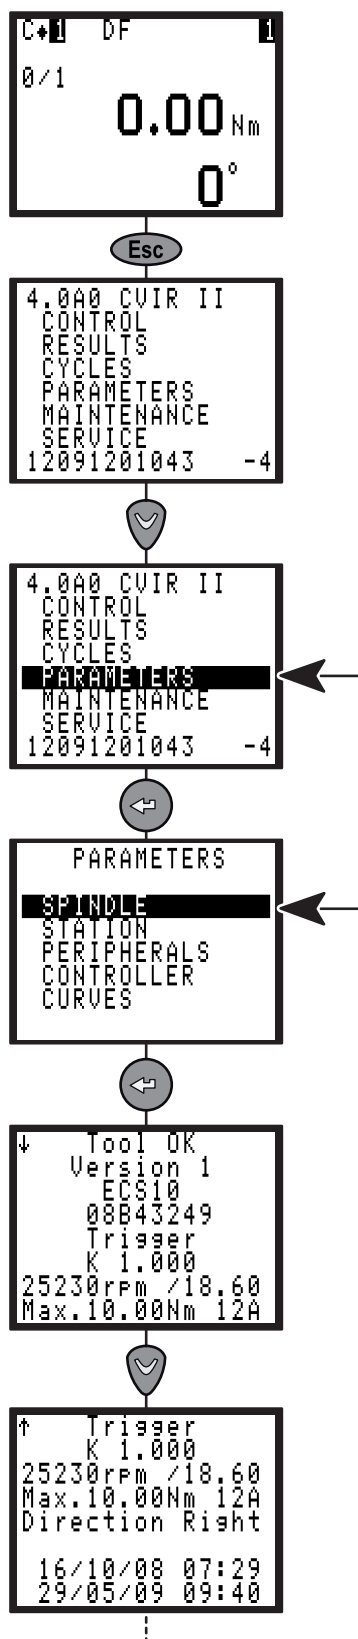 C♦1 DF 1
0/1
0.00 Nm
0°
Esc
4.0A0 CVIR II
CONTROL
RESULTS
CYCLES
PARAMETERS
MAINTENANCE
SERVICE
12091201043 -4
4.0A0 CVIR II
CONTROL
RESULTS
CYCLES
PARAMETERS
MAINTENANCE
SERVICE
12091201043 -4
PARAMETERS
SPINDLE
STATION
PERIPHERALS
CONTROLLER
CURVES
↓ Tool OK
Version 1
ECS10
08B43249
Trigger
K 1.000
25230rpm /18.60
Max.10.00Nm 12A
↑ Trigger
K 1.000
25230rpm /18.60
Max.10.00Nm 12A
Direction Right
16/10/08 07:29
29/05/09 09:40